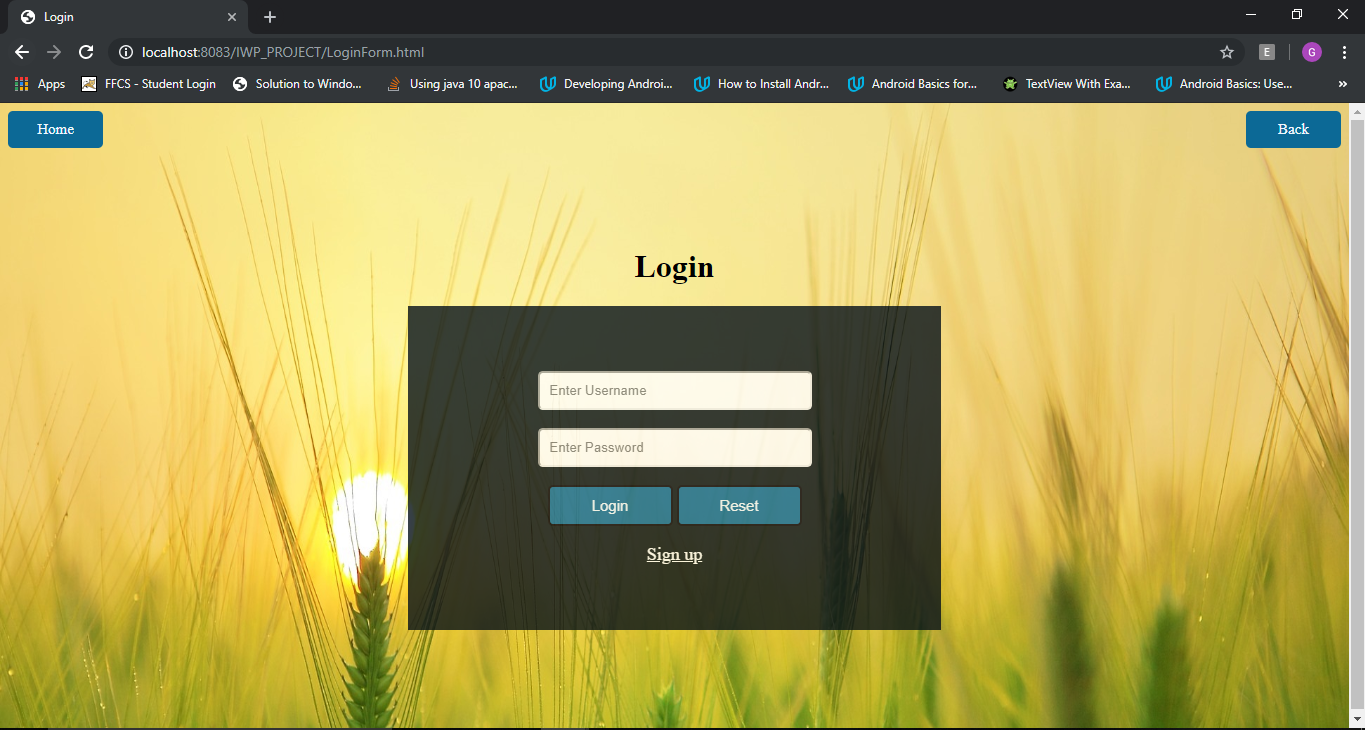 Login
localhost:8083/IWP_PROJECT/LoginForm.html
E
G
Apps FFCS - Student Login Solution to Windo... Using java 10 apac... Developing Androi... How to Install Andr... Android Basics for... TextView With Exa... Android Basics: Use... »
Home Back
Login
Enter Username
Enter Password
Login Reset
Sign up